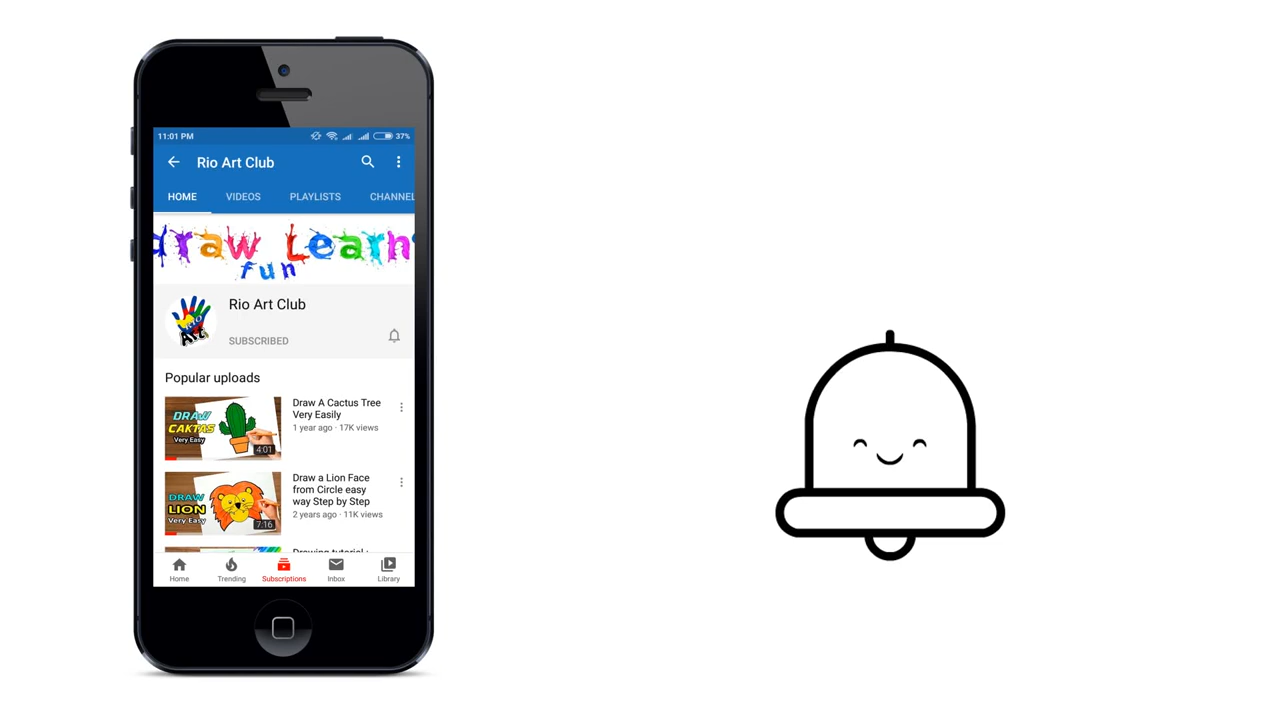 11:01 PM
37%
Rio Art Club
HOME VIDEOS PLAYLISTS CHANNEL
draw Learn
fun
Art
Rio Art Club
SUBSCRIBED
Popular uploads
DRAW
CAKTAS
Very Easy
4:01
Draw A Cactus Tree
Very Easily
1 year ago · 17K views
DRAW
LION
Very Easy
7:16
Draw a Lion Face
from Circle easy
way Step by Step
2 years ago · 11K views
Drawing tutorial :
Home Trending Subscriptions Inbox Library